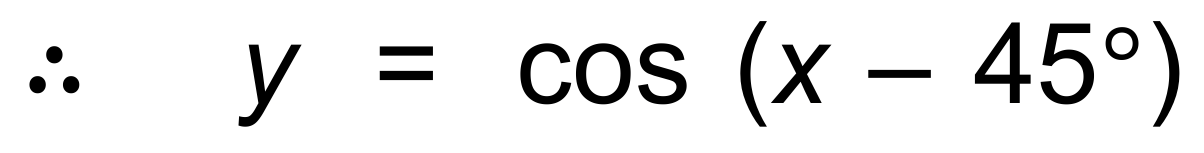 ∴ y = cos (x – 45°)